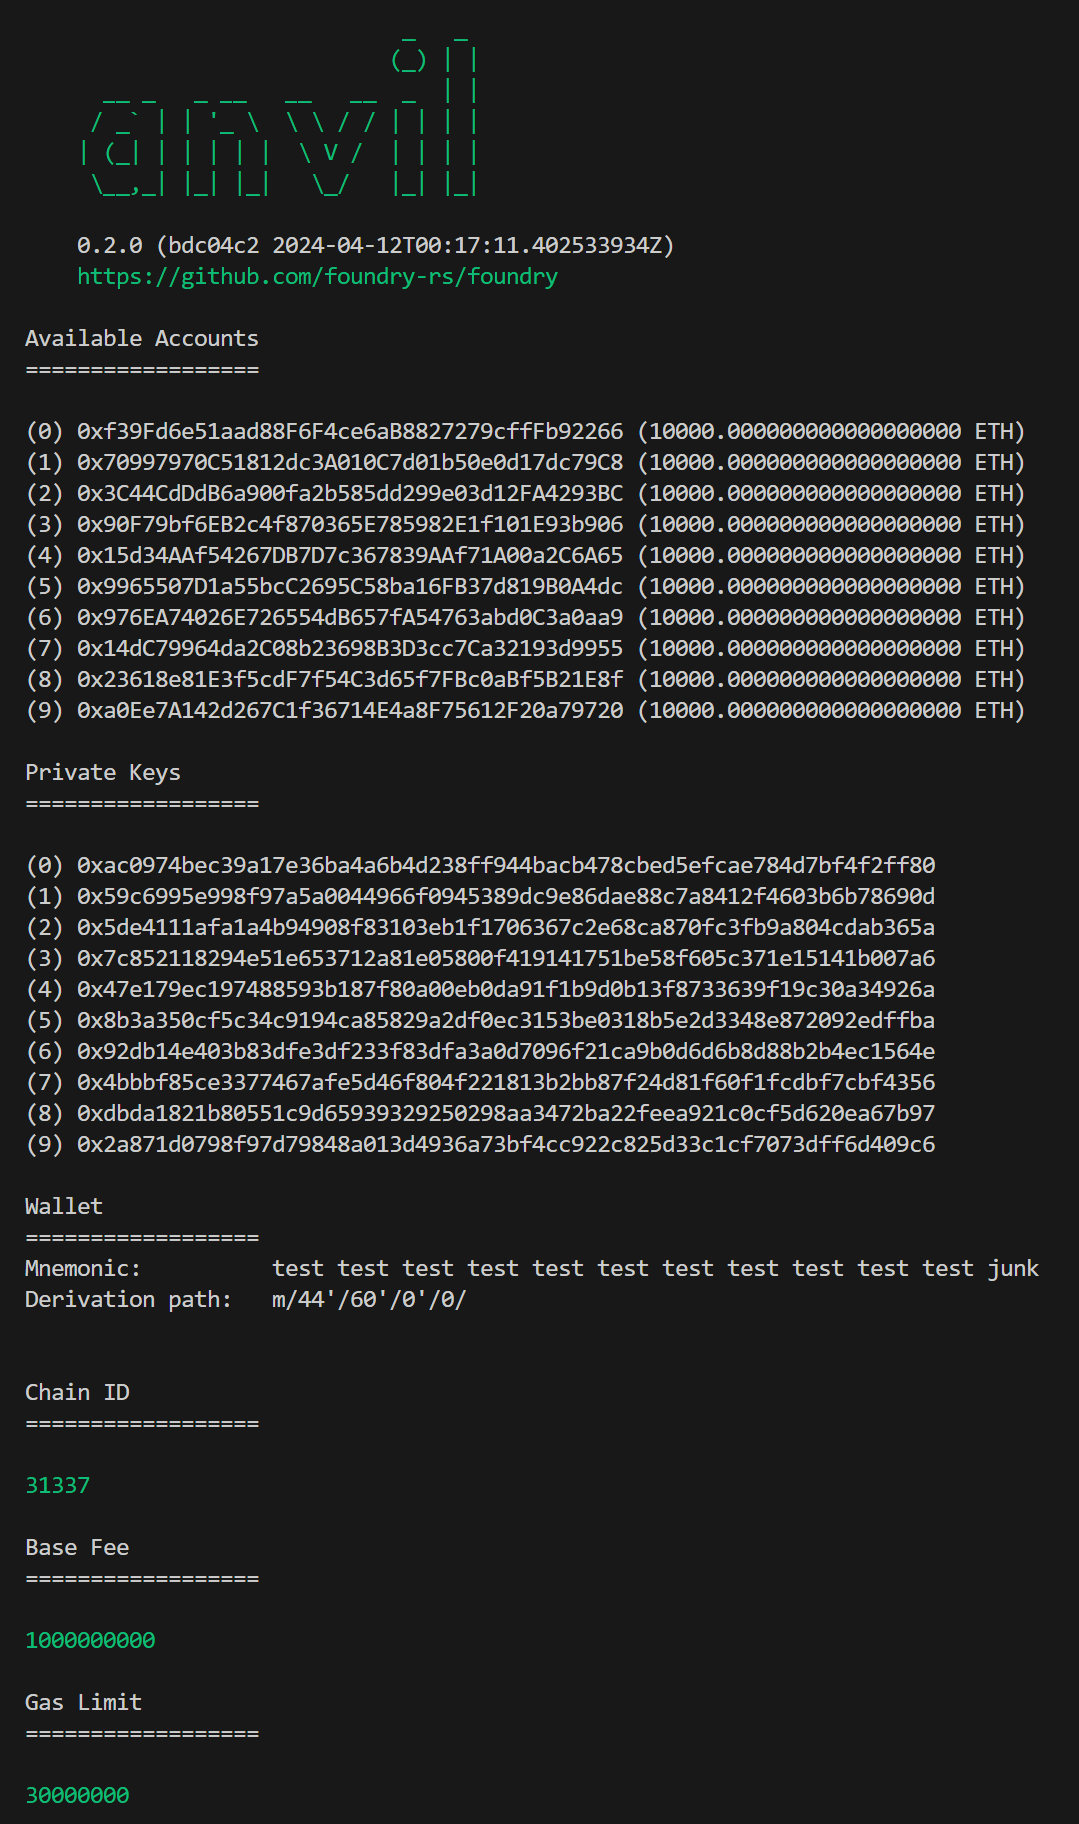 _   _
                            (_) | |
      __ _   _ __   __   __  _  | |
     / _` | | '_ \  \ \ / / | | | |
    | (_| | | | | |  \ V /  | | | |
     \__,_| |_| |_|   \_/   |_| |_|
    0.2.0 (bdc04c2 2024-04-12T00:17:11.402533934Z)
    https://github.com/foundry-rs/foundry
Available Accounts
==================
(0) 0xf39Fd6e51aad88F6F4ce6aB8827279cffFb92266 (10000.000000000000000000 ETH)
(1) 0x70997970C51812dc3A010C7d01b50e0d17dc79C8 (10000.000000000000000000 ETH)
(2) 0x3C44CdDdB6a900fa2b585dd299e03d12FA4293BC (10000.000000000000000000 ETH)
(3) 0x90F79bf6EB2c4f870365E785982E1f101E93b906 (10000.000000000000000000 ETH)
(4) 0x15d34AAf54267DB7D7c367839AAf71A00a2C6A65 (10000.000000000000000000 ETH)
(5) 0x9965507D1a55bcC2695C58ba16FB37d819B0A4dc (10000.000000000000000000 ETH)
(6) 0x976EA74026E726554dB657fA54763abd0C3a0aa9 (10000.000000000000000000 ETH)
(7) 0x14dC79964da2C08b23698B3D3cc7Ca32193d9955 (10000.000000000000000000 ETH)
(8) 0x23618e81E3f5cdF7f54C3d65f7FBc0aBf5B21E8f (10000.000000000000000000 ETH)
(9) 0xa0Ee7A142d267C1f36714E4a8F75612F20a79720 (10000.000000000000000000 ETH)
Private Keys
==================
(0) 0xac0974bec39a17e36ba4a6b4d238ff944bacb478cbed5efcae784d7bf4f2ff80
(1) 0x59c6995e998f97a5a0044966f0945389dc9e86dae88c7a8412f4603b6b78690d
(2) 0x5de4111afa1a4b94908f83103eb1f1706367c2e68ca870fc3fb9a804cdab365a
(3) 0x7c852118294e51e653712a81e05800f419141751be58f605c371e15141b007a6
(4) 0x47e179ec197488593b187f80a00eb0da91f1b9d0b13f8733639f19c30a34926a
(5) 0x8b3a350cf5c34c9194ca85829a2df0ec3153be0318b5e2d3348e872092edffba
(6) 0x92db14e403b83dfe3df233f83dfa3a0d7096f21ca9b0d6d6b8d88b2b4ec1564e
(7) 0x4bbbf85ce3377467afe5d46f804f221813b2bb87f24d81f60f1fcdbf7cbf4356
(8) 0xdbda1821b80551c9d65939329250298aa3472ba22feea921c0cf5d620ea67b97
(9) 0x2a871d0798f97d79848a013d4936a73bf4cc922c825d33c1cf7073dff6d409c6
Wallet
==================
Mnemonic:          test test test test test test test test test test test junk
Derivation path:   m/44'/60'/0'/0/
Chain ID
==================
31337
Base Fee
==================
1000000000
Gas Limit
==================
30000000